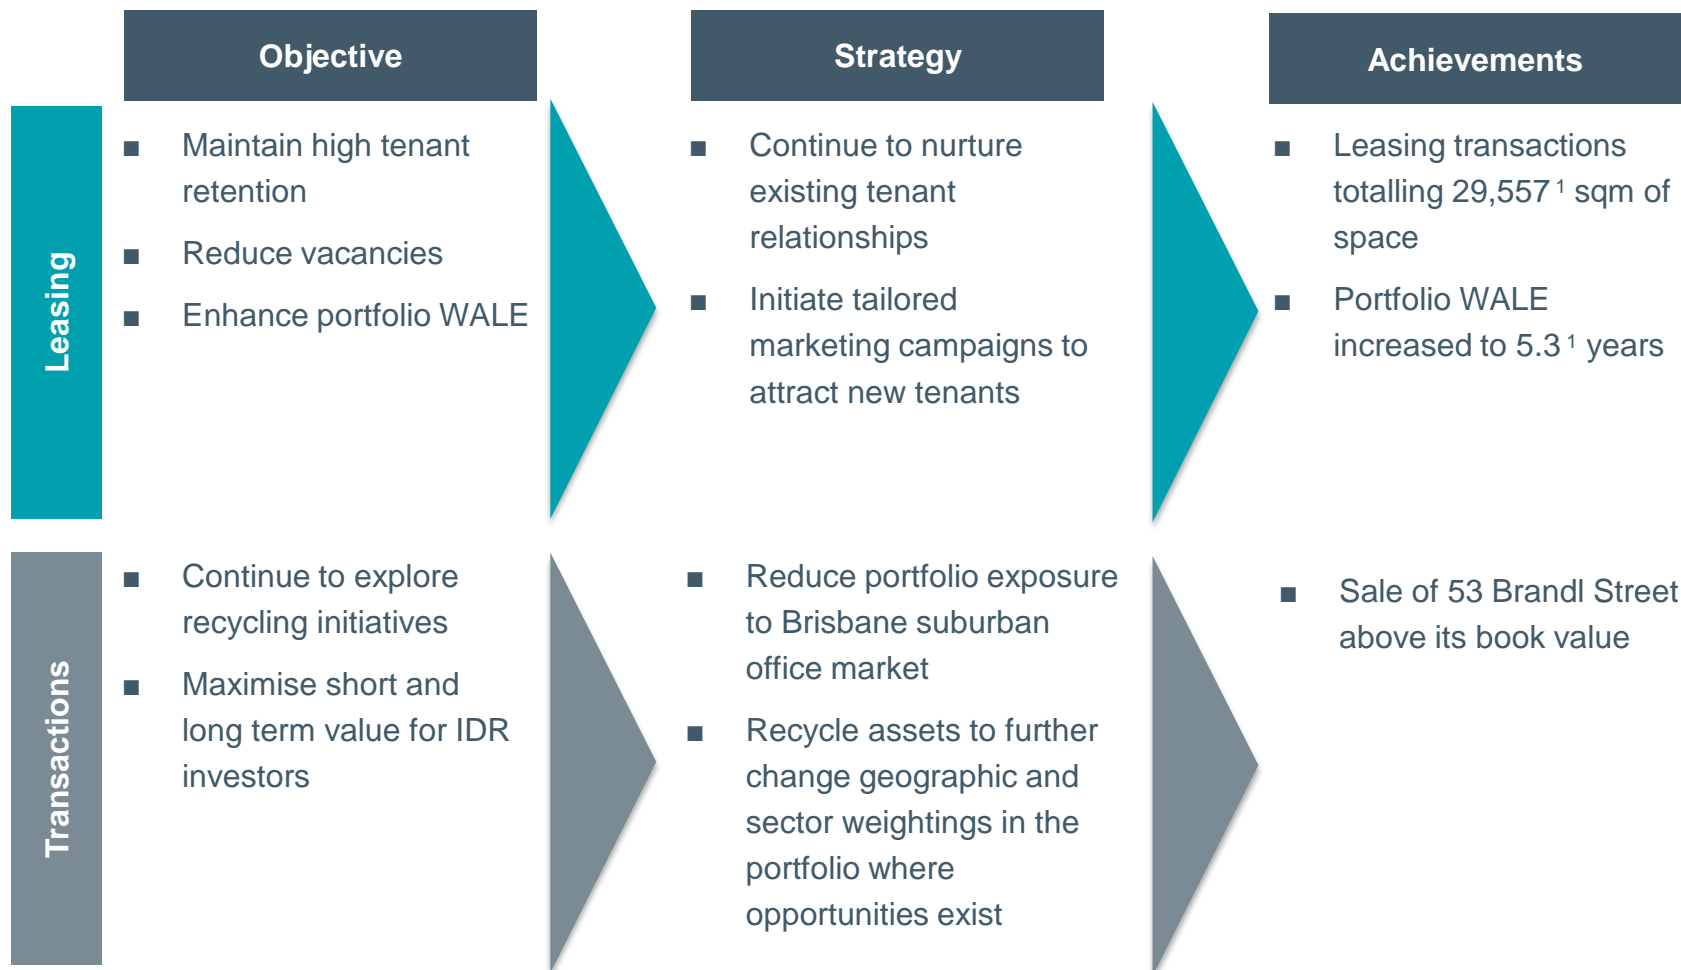 Objective
Strategy
Achievements
Leasing
■ Maintain high tenant
retention
■ Reduce vacancies
■ Enhance portfolio WALE
■ Continue to nurture
existing tenant
relationships
■ Initiate tailored
marketing campaigns to
attract new tenants
■ Leasing transactions
totalling 29,557 ¹ sqm of
space
■ Portfolio WALE
increased to 5.3 ¹ years
Transactions
■ Continue to explore
recycling initiatives
■ Maximise short and
long term value for IDR
investors
■ Reduce portfolio exposure
to Brisbane suburban
office market
■ Recycle assets to further
change geographic and
sector weightings in the
portfolio where
opportunities exist
■ Sale of 53 Brandl Street
above its book value